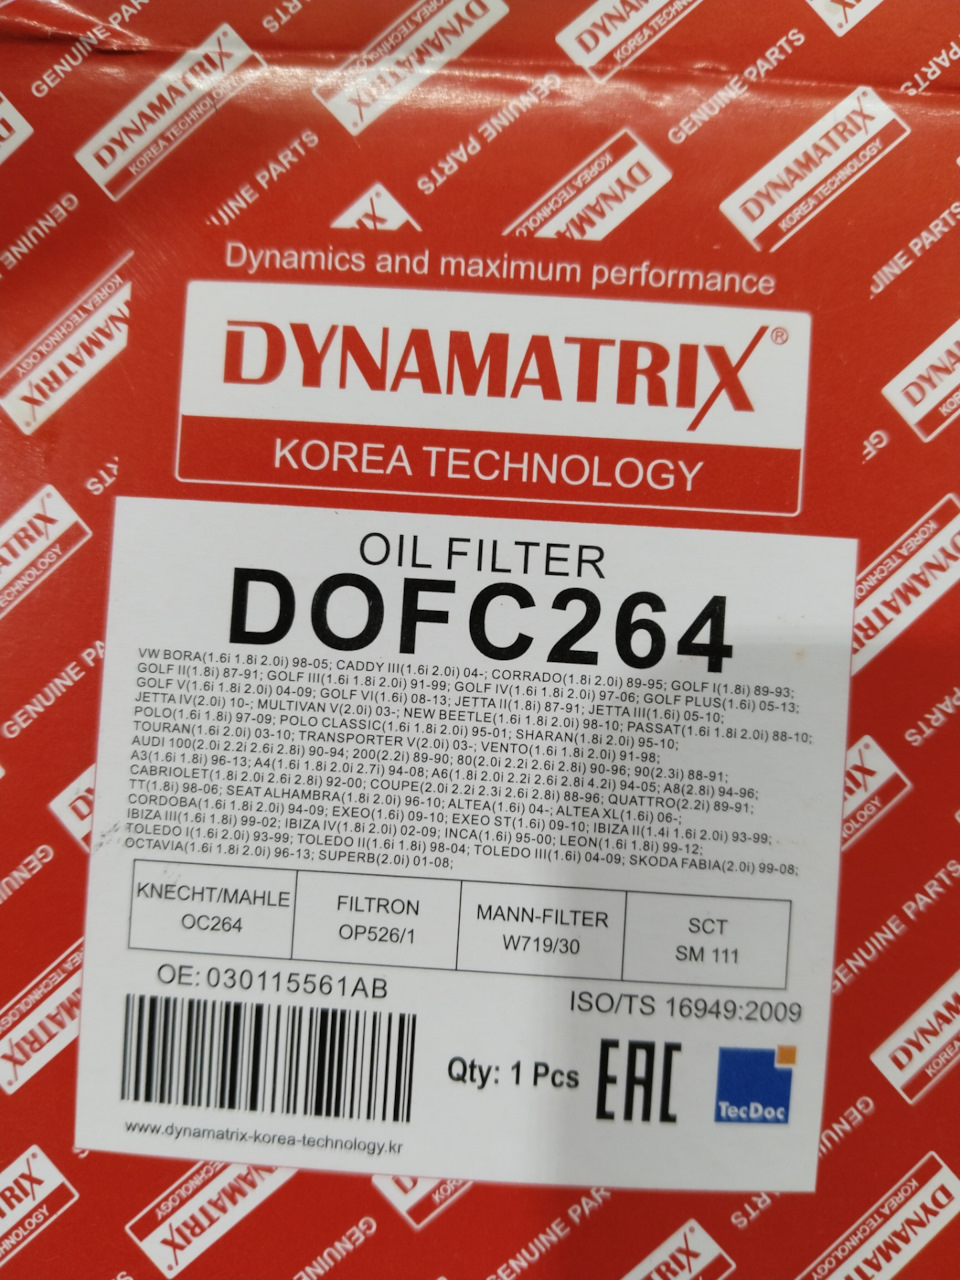 Dynamics and maximum performance
DYNAMATRIX®
KOREA TECHNOLOGY
OIL FILTER
DOFC264
VW BORA(1.6i 1.8i 2.0i) 98-05; CADDY III(1.6i 2.0i) 04-; CORRADO(1.8i 2.0i) 89-95; GOLF I(1.8i) 89-93;
GOLF II(1.8i) 87-91; GOLF III(1.6i 1.8i 2.0i) 91-99; GOLF IV(1.6i 1.8i 2.0i) 97-06; GOLF PLUS(1.6i) 05-13;
GOLF V(1.6i 1.8i 2.0i) 04-09; GOLF VI(1.6i) 08-13; JETTA II(1.8i) 87-91; JETTA III(1.6i) 05-10;
JETTA IV(2.0i) 10-; MULTIVAN V(2.0i) 03-; NEW BEETLE(1.6i 1.8i 2.0i) 98-10; PASSAT(1.6i 1.8i 2.0i) 88-10;
POLO(1.6i 1.8i) 97-09; POLO CLASSIC(1.6i 1.8i 2.0i) 95-01; SHARAN(1.8i 2.0i) 95-10;
TOURAN(1.6i 2.0i) 03-10; TRANSPORTER V(2.0i) 03-; VENTO(1.6i 1.8i 2.0i) 91-98;
AUDI 100(2.0i 2.2i 2.6i 2.8i) 90-94; 200(2.2i) 89-90; 80(2.0i 2.2i 2.6i 2.8i) 90-96; 90(2.3i) 88-91;
A3(1.6i 1.8i) 96-13; A4(1.6i 1.8i 2.0i 2.7i) 94-08; A6(1.8i 2.0i 2.2i 2.6i 2.8i 4.2i) 94-05; A8(2.8i) 94-96;
CABRIOLET(1.8i 2.0i 2.6i 2.8i) 92-00; COUPE(2.0i 2.2i 2.3i 2.6i 2.8i) 88-96; QUATTRO(2.2i) 89-91;
TT(1.8i) 98-06; SEAT ALHAMBRA(1.8i 2.0i) 96-10; ALTEA(1.6i) 04-; ALTEA XL(1.6i) 06-;
CORDOBA(1.6i 1.8i 2.0i) 94-09; EXEO(1.6i) 09-10; EXEO ST(1.6i) 09-10; IBIZA II(1.4i 1.6i 2.0i) 93-99;
IBIZA III(1.6i 1.8i) 99-02; IBIZA IV(1.8i 2.0i) 02-09; INCA(1.6i) 95-00; LEON(1.6i 1.8i) 99-12;
TOLEDO I(1.6i 2.0i) 93-99; TOLEDO II(1.6i 1.8i) 98-04; TOLEDO III(1.6i) 04-09; SKODA FABIA(2.0i) 99-08;
OCTAVIA(1.6i 1.8i 2.0i) 96-13; SUPERB(2.0i) 01-08;
KNECHT/MAHLE FILTRON MANN-FILTER SCT
OC264 OP526/1 W719/30 SM 111
OE: 030115561AB
ISO/TS 16949:2009
Qty: 1 Pcs
EAC
TecDoc
www.dynamatrix-korea-technology.kr